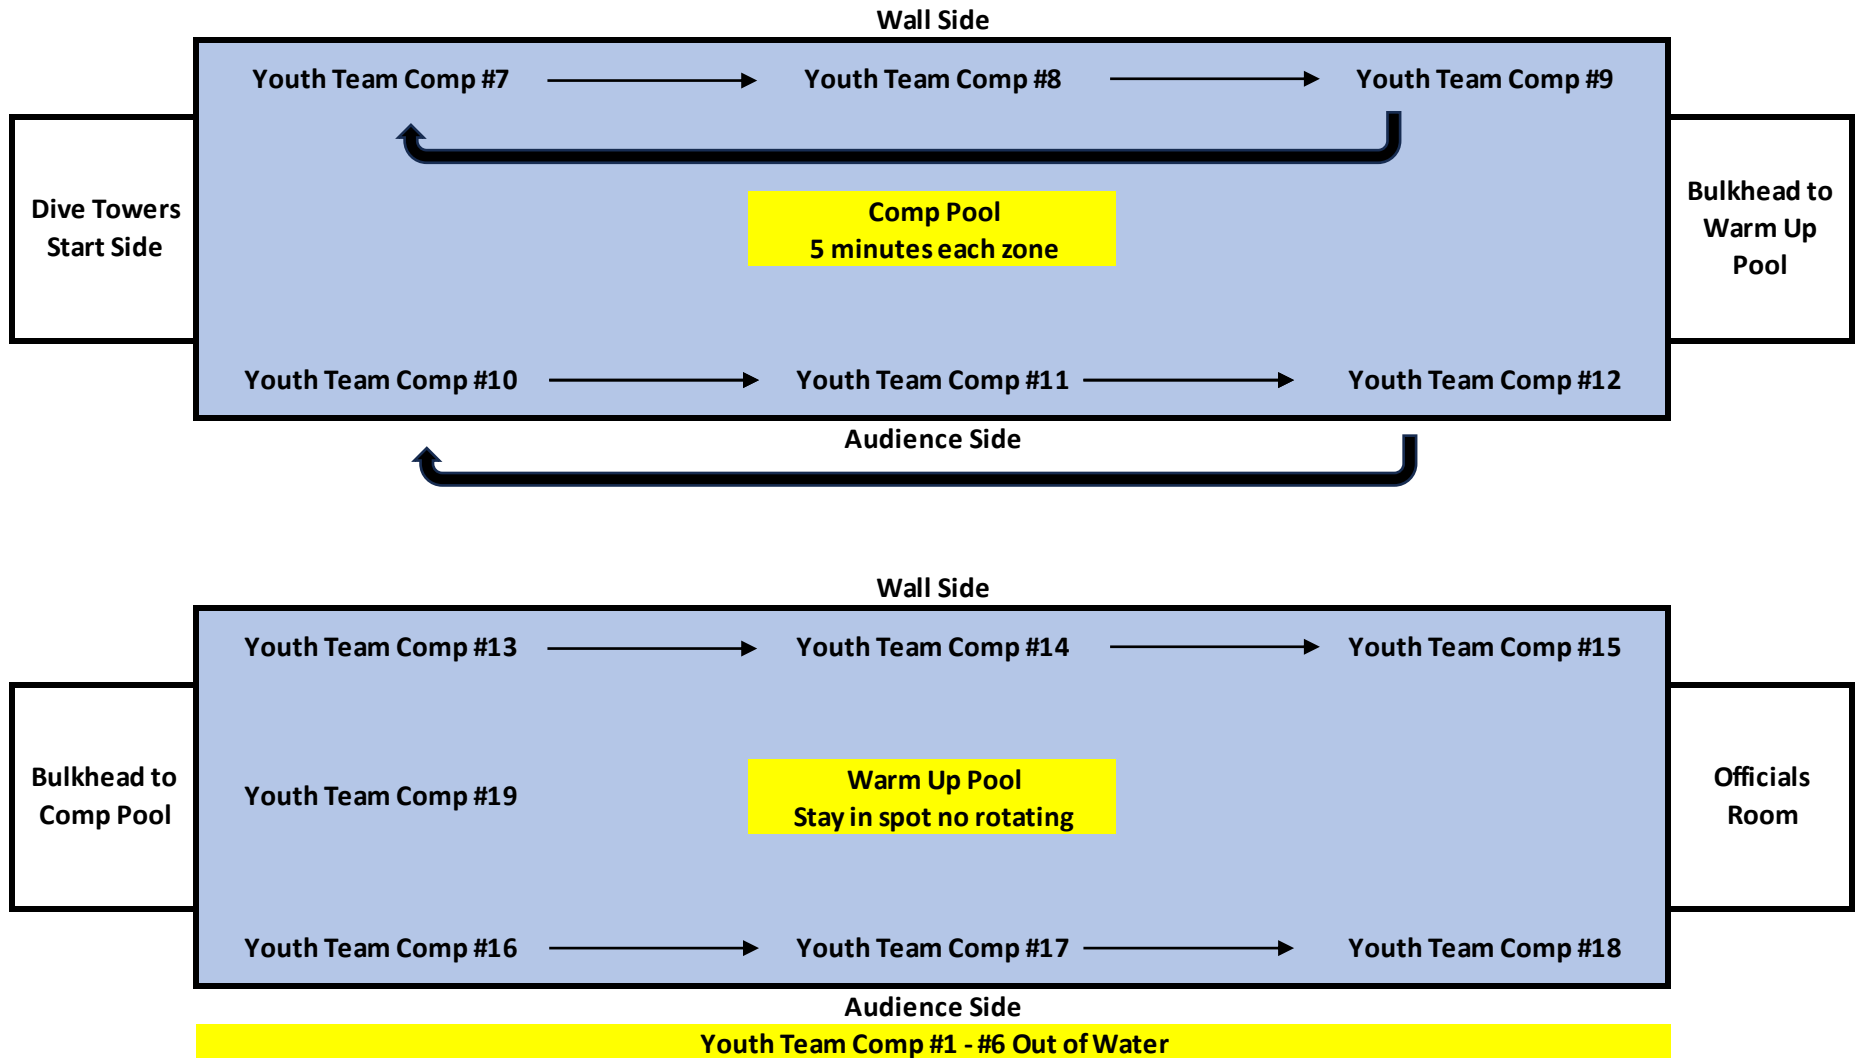 Wall Side
Youth Team Comp #7
Youth Team Comp #8
Youth Team Comp #9
Dive Towers
Start Side
Comp Pool
5 minutes each zone
Bulkhead to
Warm Up
Pool
Youth Team Comp #10
Youth Team Comp #11
Youth Team Comp #12
Audience Side
Wall Side
Youth Team Comp #13
Youth Team Comp #14
Youth Team Comp #15
Bulkhead to
Comp Pool
Youth Team Comp #19
Warm Up Pool
Stay in spot no rotating
Officials
Room
Youth Team Comp #16
Youth Team Comp #17
Youth Team Comp #18
Audience Side
Youth Team Comp #1 - #6 Out of Water